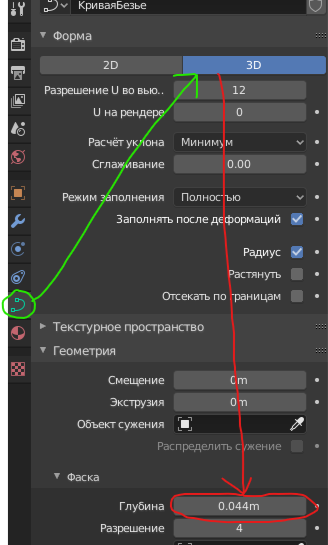 КриваяБезье
Форма
2D 3D
Разрешение U во вью.. 12
U на рендере 0
Расчёт уклона Минимум
Сглаживание 0.00
Режим заполнения Полностью
Заполнять после деформаций
Радиус
Растянуть
Отсекать по границам
Текстурное пространство
Геометрия
Смещение 0m
Экструзия 0m
Объект сужения
Распределить сужение
Фаска
Глубина 0.044m
Разрешение 4